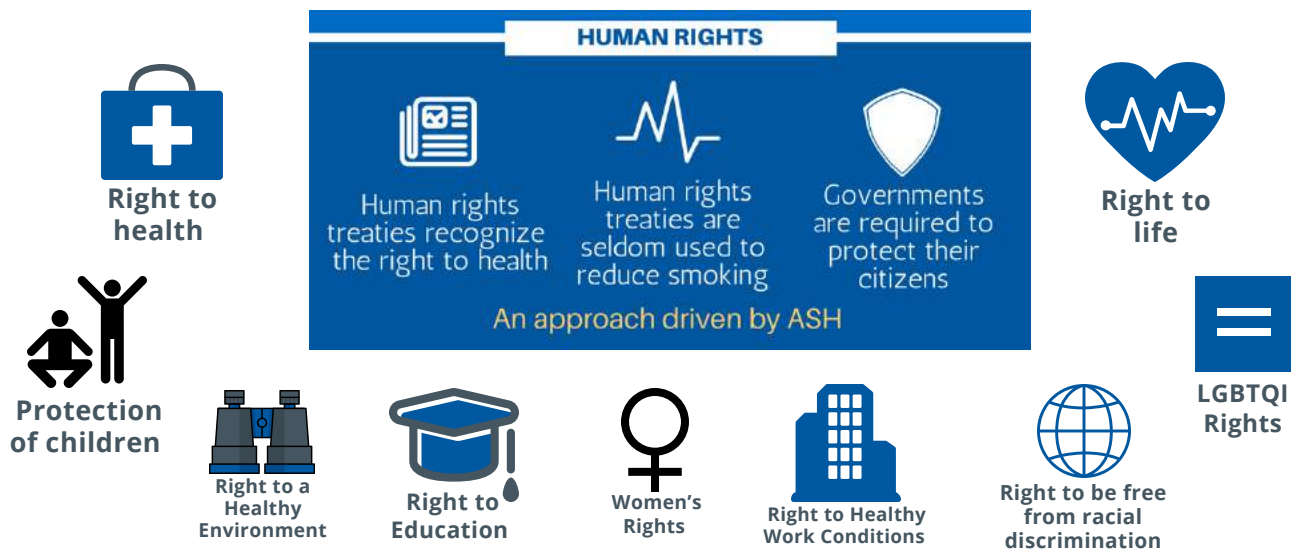 HUMAN RIGHTS
Human rights
treaties recognize
the right to health
Human rights
treaties are
seldom used to
reduce smoking
Governments
are required to
protect their
citizens
An approach driven by ASH
Right to
health
Right to
life
Protection
of children
LGBTQI
Rights
Right to a
Healthy
Environment
Right to
Education
Women’s
Rights
Right to Healthy
Work Conditions
Right to be free
from racial
discrimination